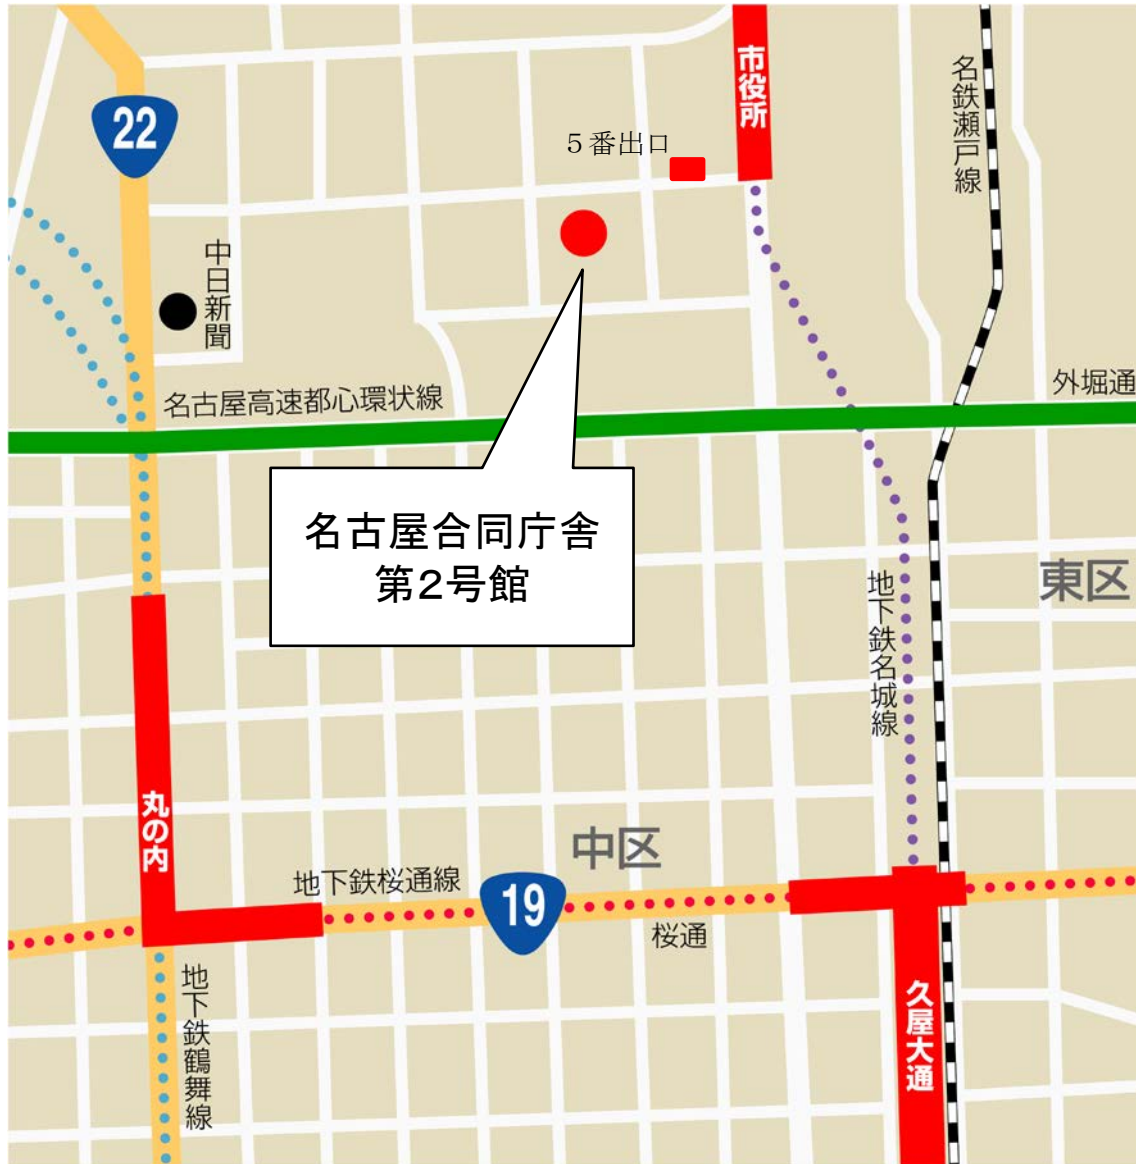 市役所
名鉄瀬戸線
22
５番出口
中日新聞
外堀通
名古屋高速都心環状線
名古屋合同庁舎
第2号館
東区
地下鉄名城線
丸の内
中区
地下鉄桜通線
19
桜通
地下鉄鶴舞線
久屋大通